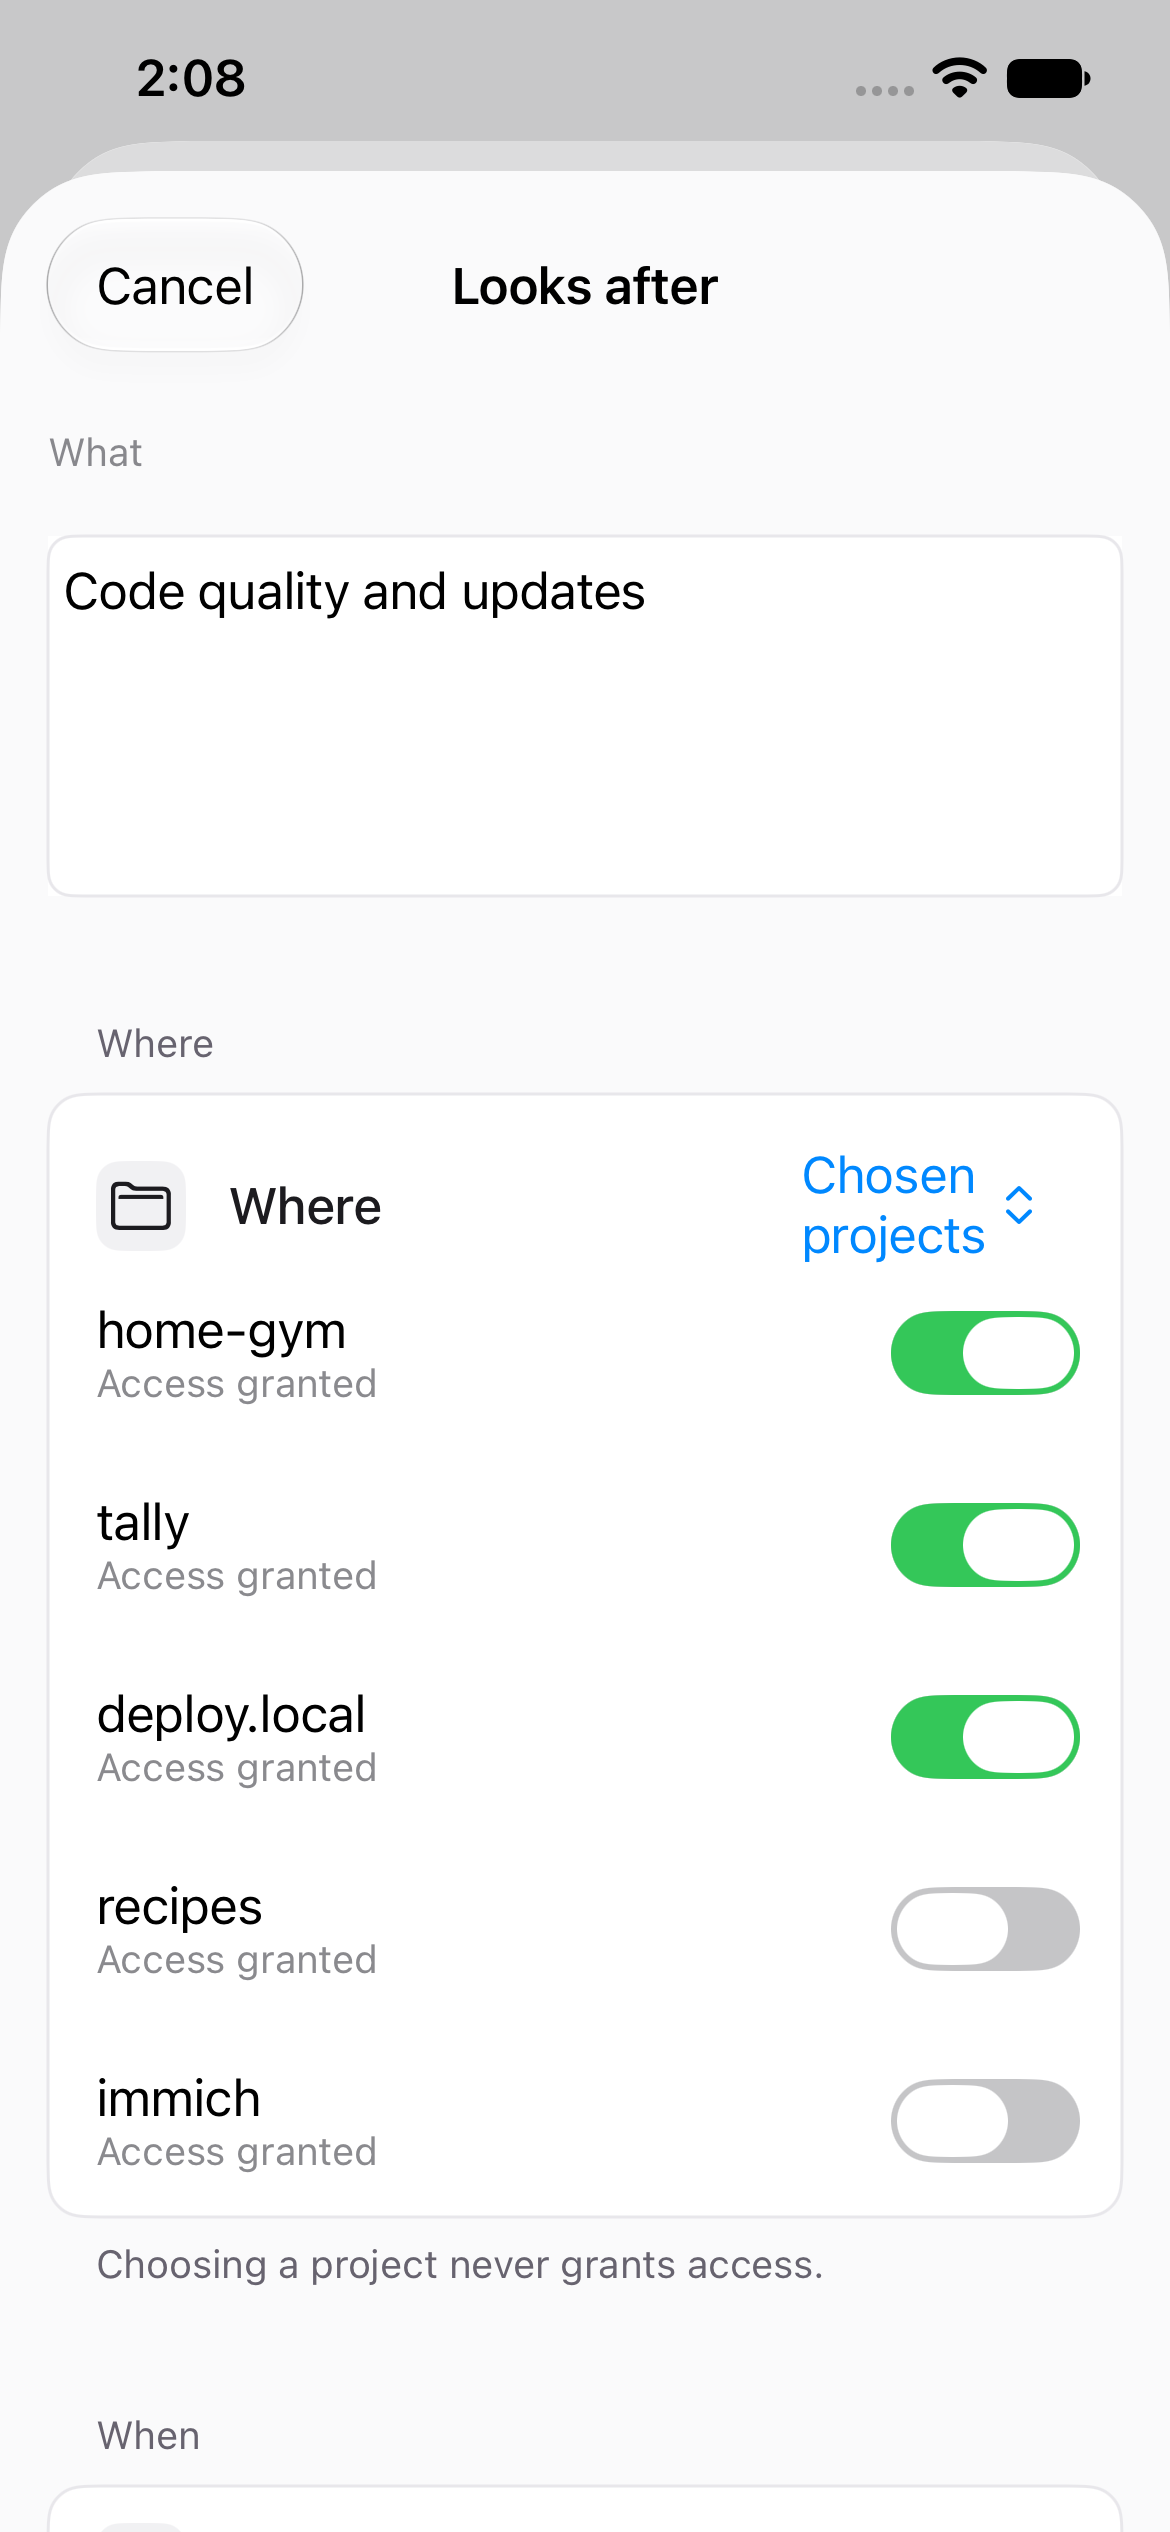 2:08
Cancel
Looks after
What
Code quality and updates
Where
Where
Chosen
projects
home-gym
Access granted
tally
Access granted
deploy.local
Access granted
recipes
Access granted
immich
Access granted
Choosing a project never grants access.
When